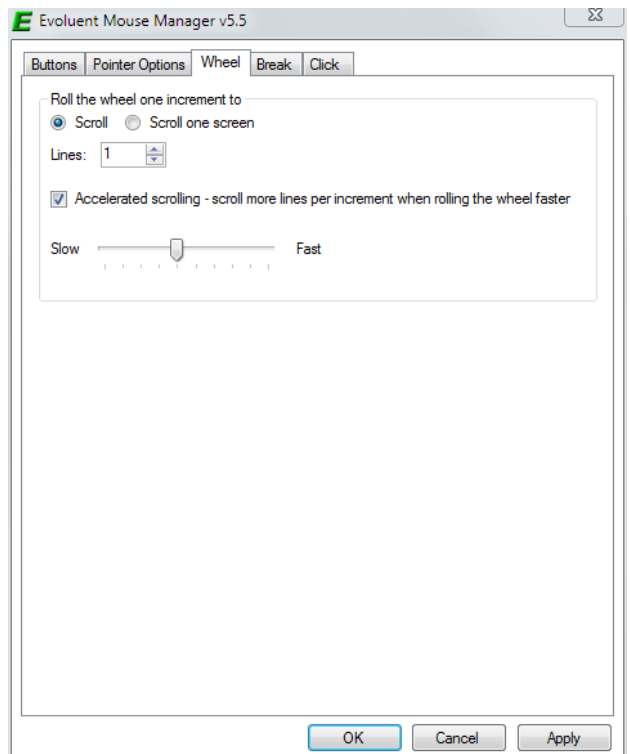 Evoluent Mouse Manager v5.5
Buttons Pointer Options Wheel Break Click
Roll the wheel one increment to
Scroll Scroll one screen
Lines: 1
Accelerated scrolling - scroll more lines per increment when rolling the wheel faster
Slow Fast
OK Cancel Apply